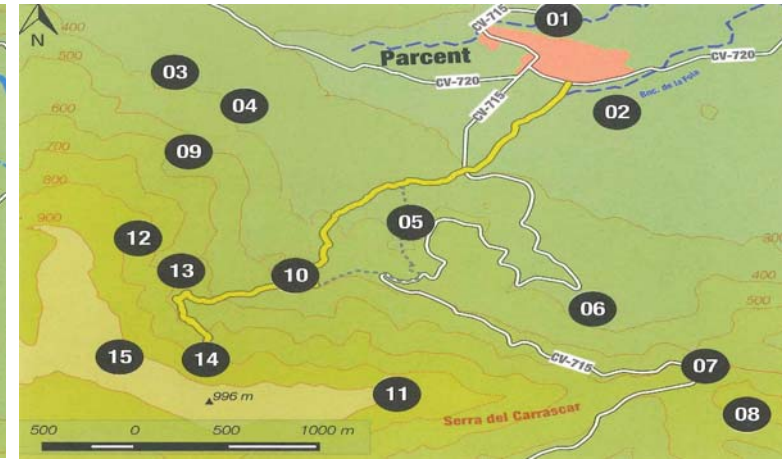 01
CV-715
N
400
Parcent
500
CV-720
CV-720
03
CV-715
600
04
02
Bnc. de la Foia
700
09
800
05
900
12
300
13
10
400
06
500
15
14
CV-715
07
996 m
11
Serra del Carrascar
08
500
0
500
1000 m